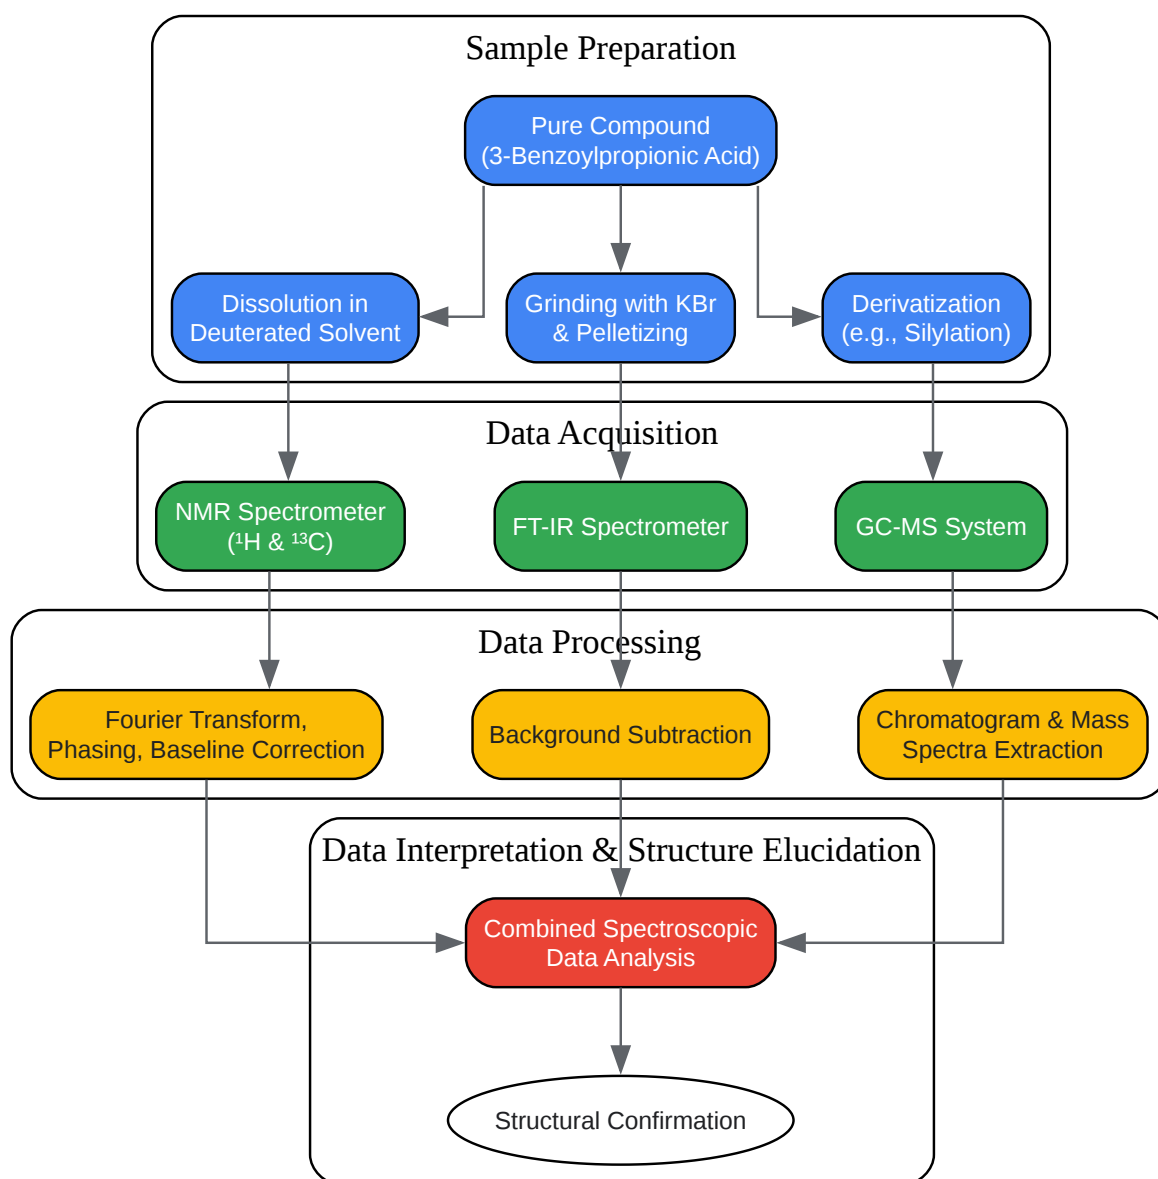 Sample Preparation
Pure Compound
(3-Benzoylpropionic Acid)
Dissolution in
Deuterated Solvent
Grinding with KBr
& Pelletizing
Derivatization
(e.g., Silylation)
Data Acquisition
NMR Spectrometer
(¹H & ¹³C)
FT-IR Spectrometer
GC-MS System
Data Processing
Fourier Transform,
Phasing, Baseline Correction
Background Subtraction
Chromatogram & Mass
Spectra Extraction
Data Interpretation & Structure Elucidation
Combined Spectroscopic
Data Analysis
Structural Confirmation